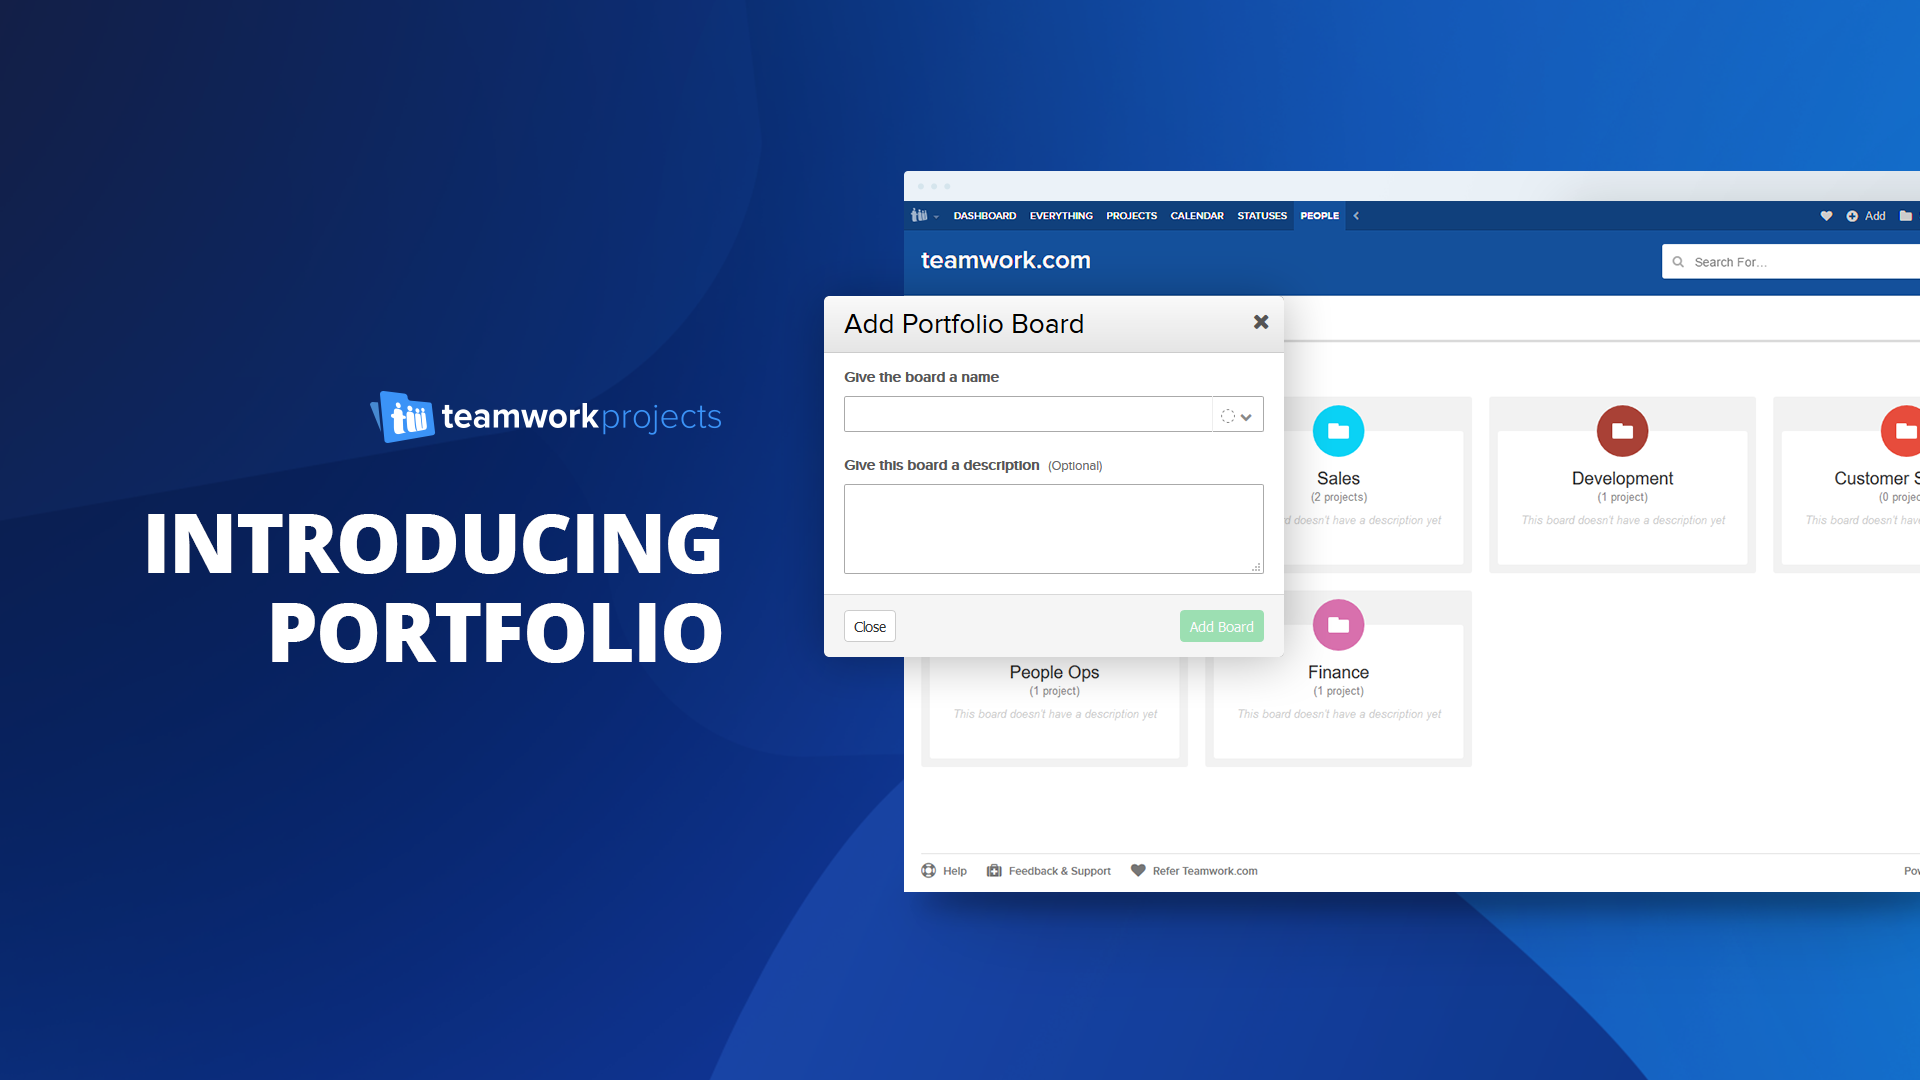 teamworkprojects
INTRODUCING
PORTFOLIO
DASHBOARD EVERYTHING PROJECTS CALENDAR STATUSES PEOPLE
Add
teamwork.com
Search For...
Add Portfolio Board
Give the board a name
Give this board a description (Optional)
Close
Add Board
Sales
(2 projects)
doesn't have a description yet
Development
(1 project)
This board doesn't have a description yet
Customer
(0
This board doesn't have
People Ops
(1 project)
This board doesn't have a description yet
Finance
(1 project)
This board doesn't have a description yet
Help Feedback & Support Refer Teamwork.com